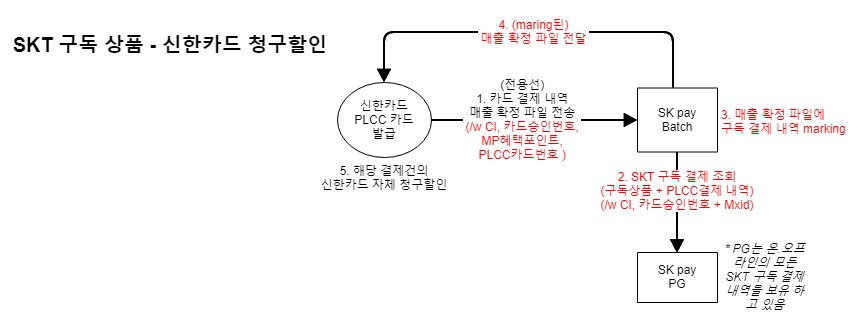 SKT 구독 상품 - 신한카드 청구할인
4. (maring된)
매출 확정 파일 전달
신한카드
PLCC 카드
발급
(전용선)
1. 카드 결제 내역
매출 확정 파일 전송
(/w CI, 카드승인번호,
MP혜택포인트,
PLCC카드번호 )
SK pay
Batch
3. 매출 확정 파일에
구독 결제 내역 marking
5. 해당 결제건의
신한카드 자체 청구할인
2. SKT 구독 결제 조회
(구독상품 + PLCC결제 내역)
(/w CI, 카드승인번호 + Mxid)
SK pay
PG
* PG는 온.오프
라인의 모든
SKT 구독 결제
내역을 보유 하
고 있음